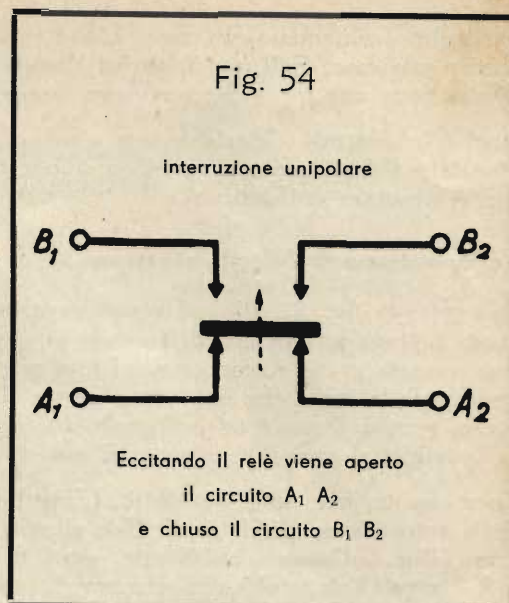 Fig. 54
interruzione unipolare
B₁ B₂
A₁ A₂
Eccitando il relè viene aperto
il circuito A₁ A₂
e chiuso il circuito B₁ B₂